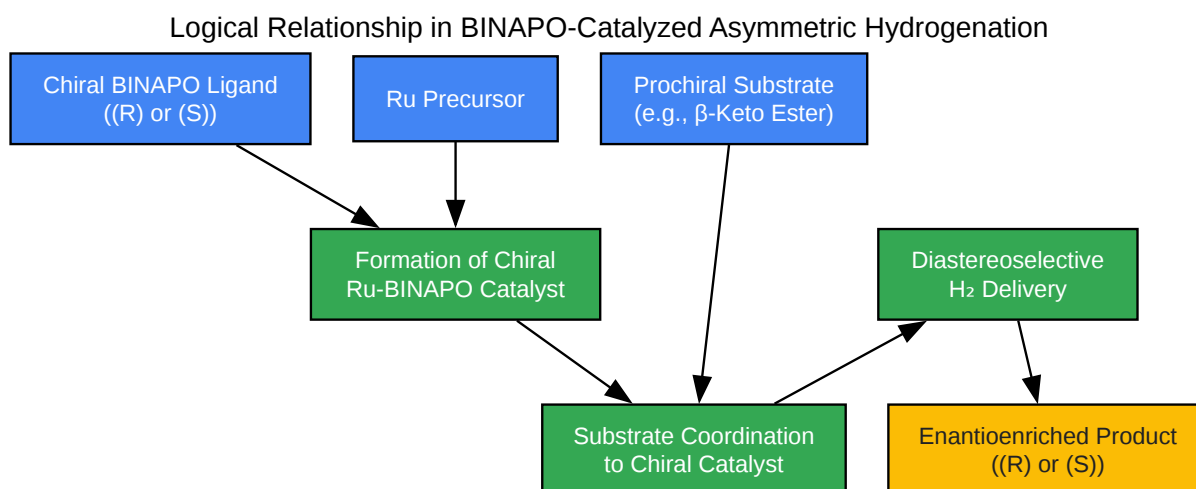 Logical Relationship in BINAPO-Catalyzed Asymmetric Hydrogenation
Chiral BINAPO Ligand
((R) or (S))
Ru Precursor
Prochiral Substrate
(e.g., β-Keto Ester)
Formation of Chiral
Ru-BINAPO Catalyst
Diastereoselective
H₂ Delivery
Substrate Coordination
to Chiral Catalyst
Enantioenriched Product
((R) or (S))